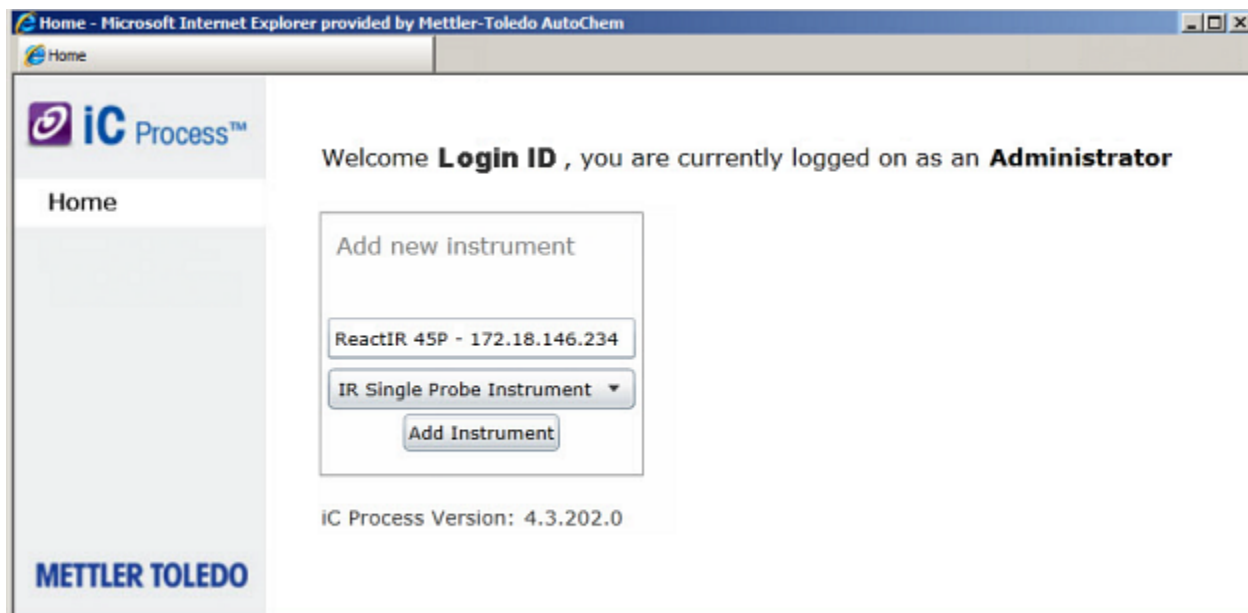 Home - Microsoft Internet Explorer provided by Mettler-Toledo AutoChem
Home
iC Process™
Home
METTLER TOLEDO
Welcome Login ID , you are currently logged on as an Administrator
Add new instrument
ReactIR 45P - 172.18.146.234
IR Single Probe Instrument
Add Instrument
iC Process Version: 4.3.202.0